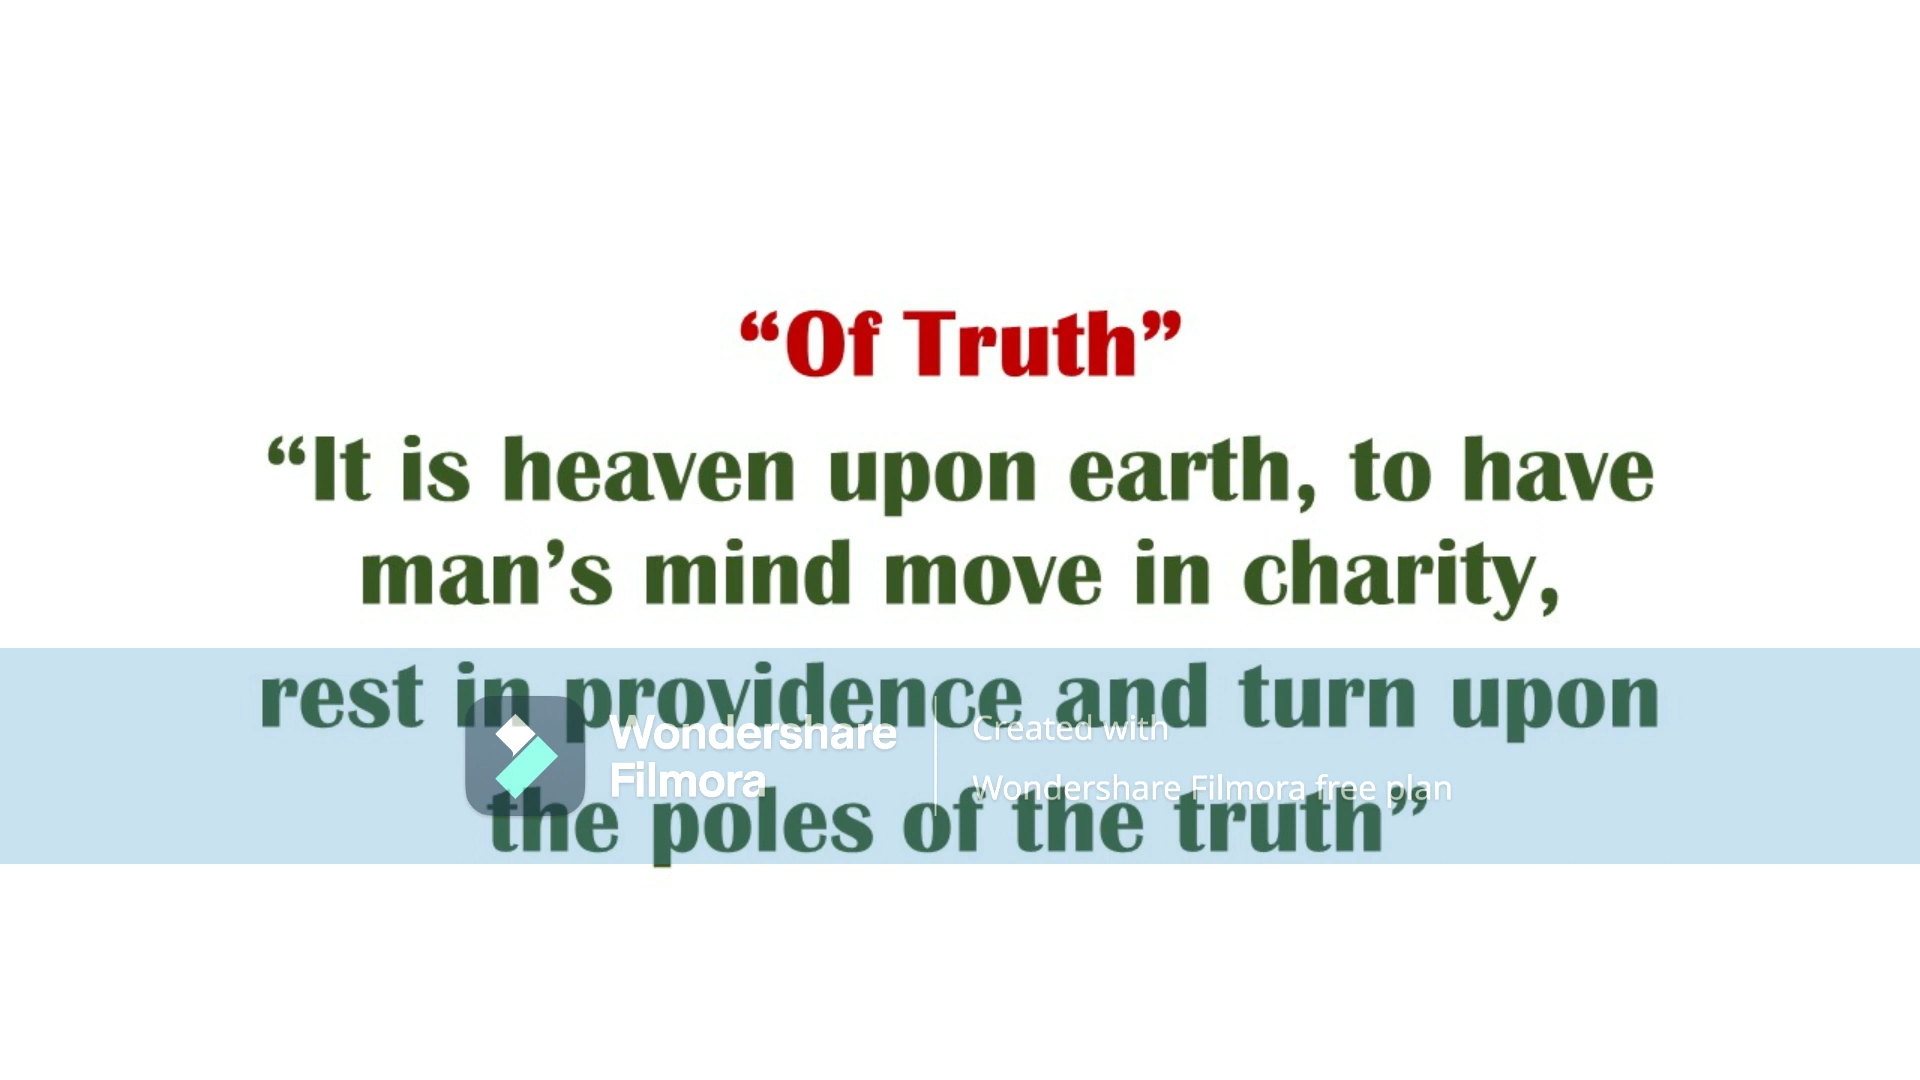 “Of Truth”
“It is heaven upon earth, to have
man’s mind move in charity,
rest in providence and turn upon
Wondershare
Filmora
Created with
Wondershare Filmora free plan
the poles of the truth”